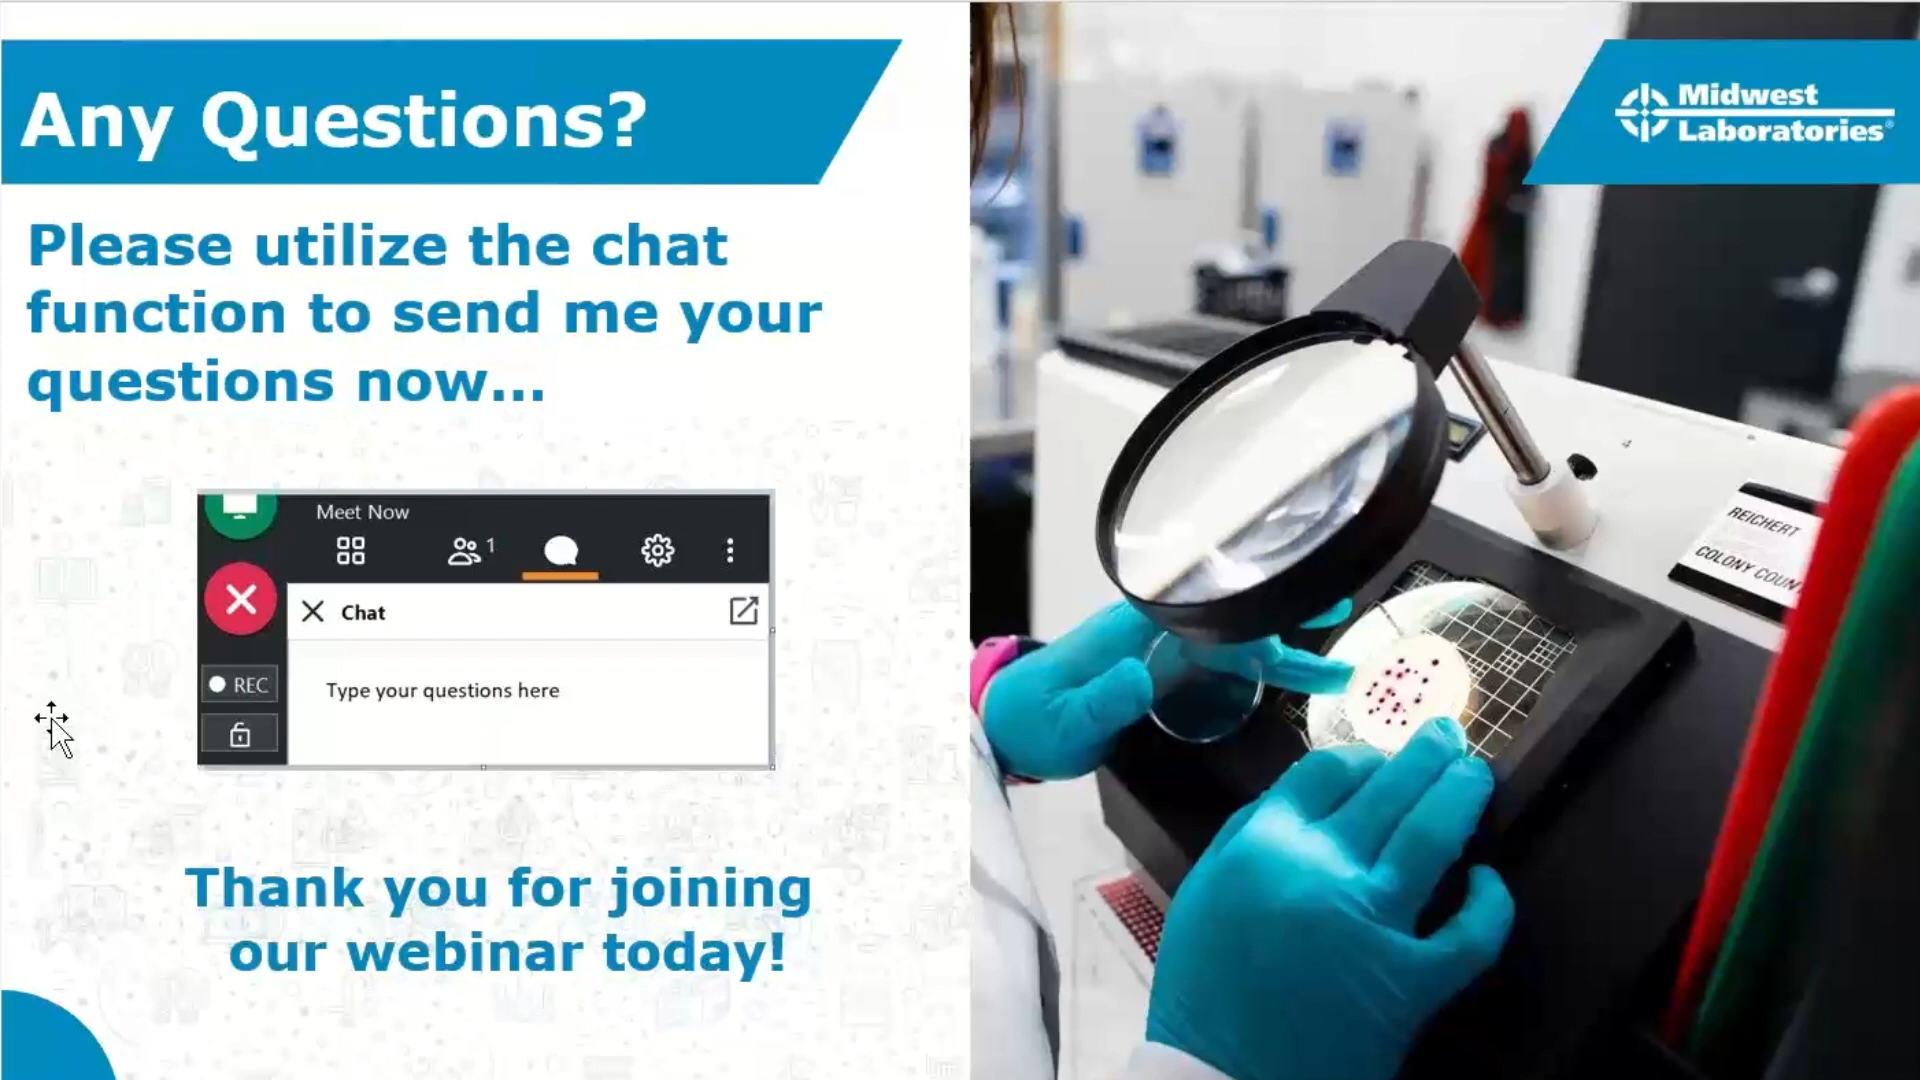 Any Questions?
Midwest
Laboratories®
Please utilize the chat
function to send me your
questions now...
Meet Now
1
Chat
REC
Type your questions here
REICHERT
COLONY COUN
Thank you for joining
our webinar today!